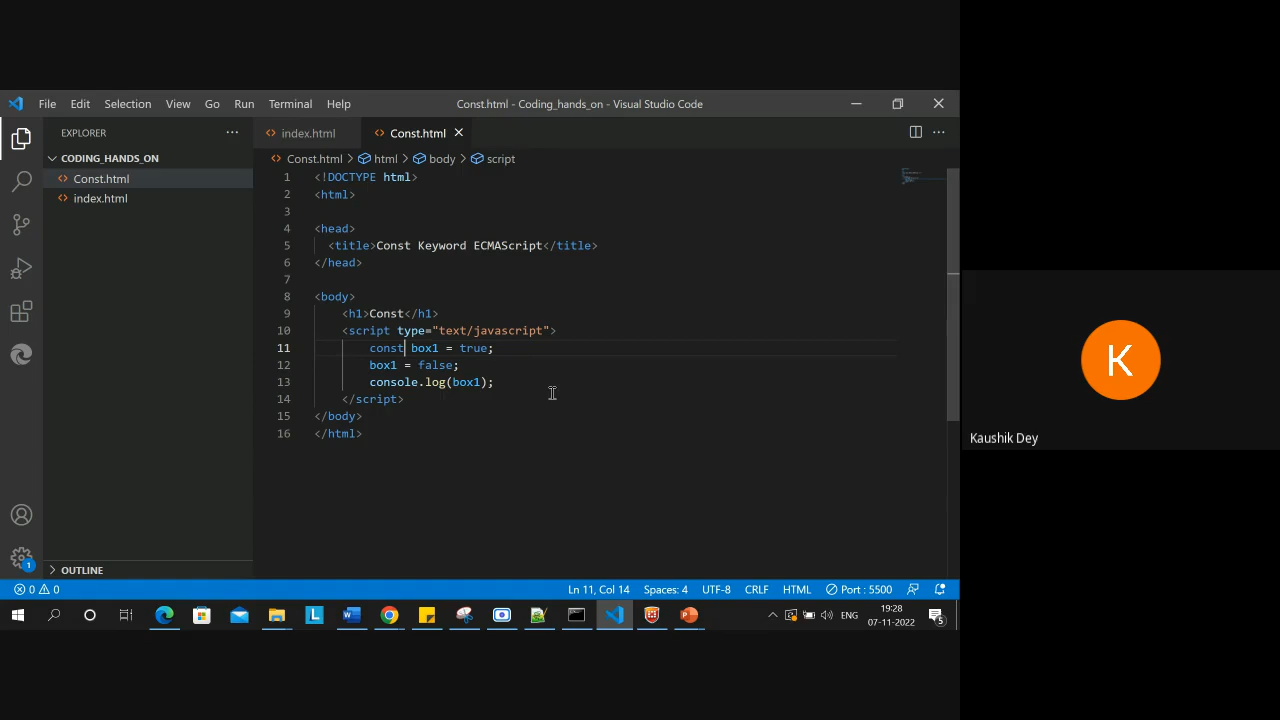 File Edit Selection View Go Run Terminal Help
Const.html - Coding_hands_on - Visual Studio Code
EXPLORER
CODING_HANDS_ON
Const.html
index.html
OUTLINE
index.html
Const.html
Const.html > html > body > script
1 <!DOCTYPE html>
2 <html>
3
4 <head>
5 <title>Const Keyword ECMAScript</title>
6 </head>
7
8 <body>
9 <h1>Const</h1>
10 <script type="text/javascript">
11 const box1 = true;
12 box1 = false;
13 console.log(box1);
14 </script>
15 </body>
16 </html>
K
Kaushik Dey
1
0 0
Ln 11, Col 14 Spaces: 4 UTF-8 CRLF HTML Port : 5500
L
ENG
19:28
07-11-2022
5